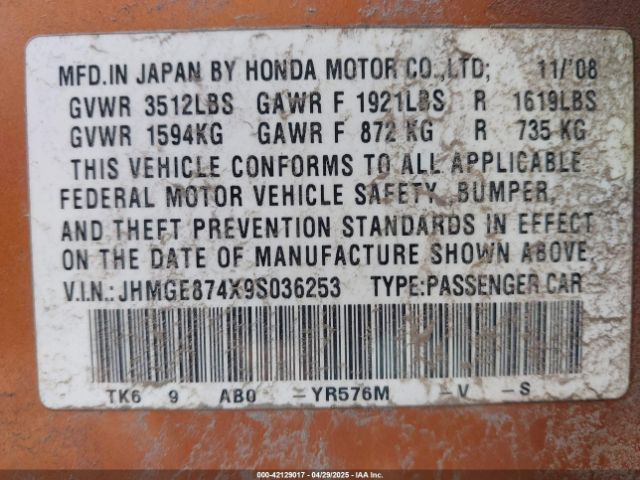 MFD.IN JAPAN BY HONDA MOTOR CO.,LTD; 11/'08
GVWR 3512LBS GAWR F 1921LBS R 1619LBS
GVWR 1594KG GAWR F 872 KG R 735 KG
THIS VEHICLE CONFORMS TO ALL APPLICABLE
FEDERAL MOTOR VEHICLE SAFETY, BUMPER,
AND THEFT PREVENTION STANDARDS IN EFFECT
ON THE DATE OF MANUFACTURE SHOWN ABOVE.
V.I.N.: JHMGE874X9S036253 TYPE:PASSENGER CAR
TK6 9 AB0 -YR576M -V -S
000-42129017 | 04/29/2025 | IAA Inc.